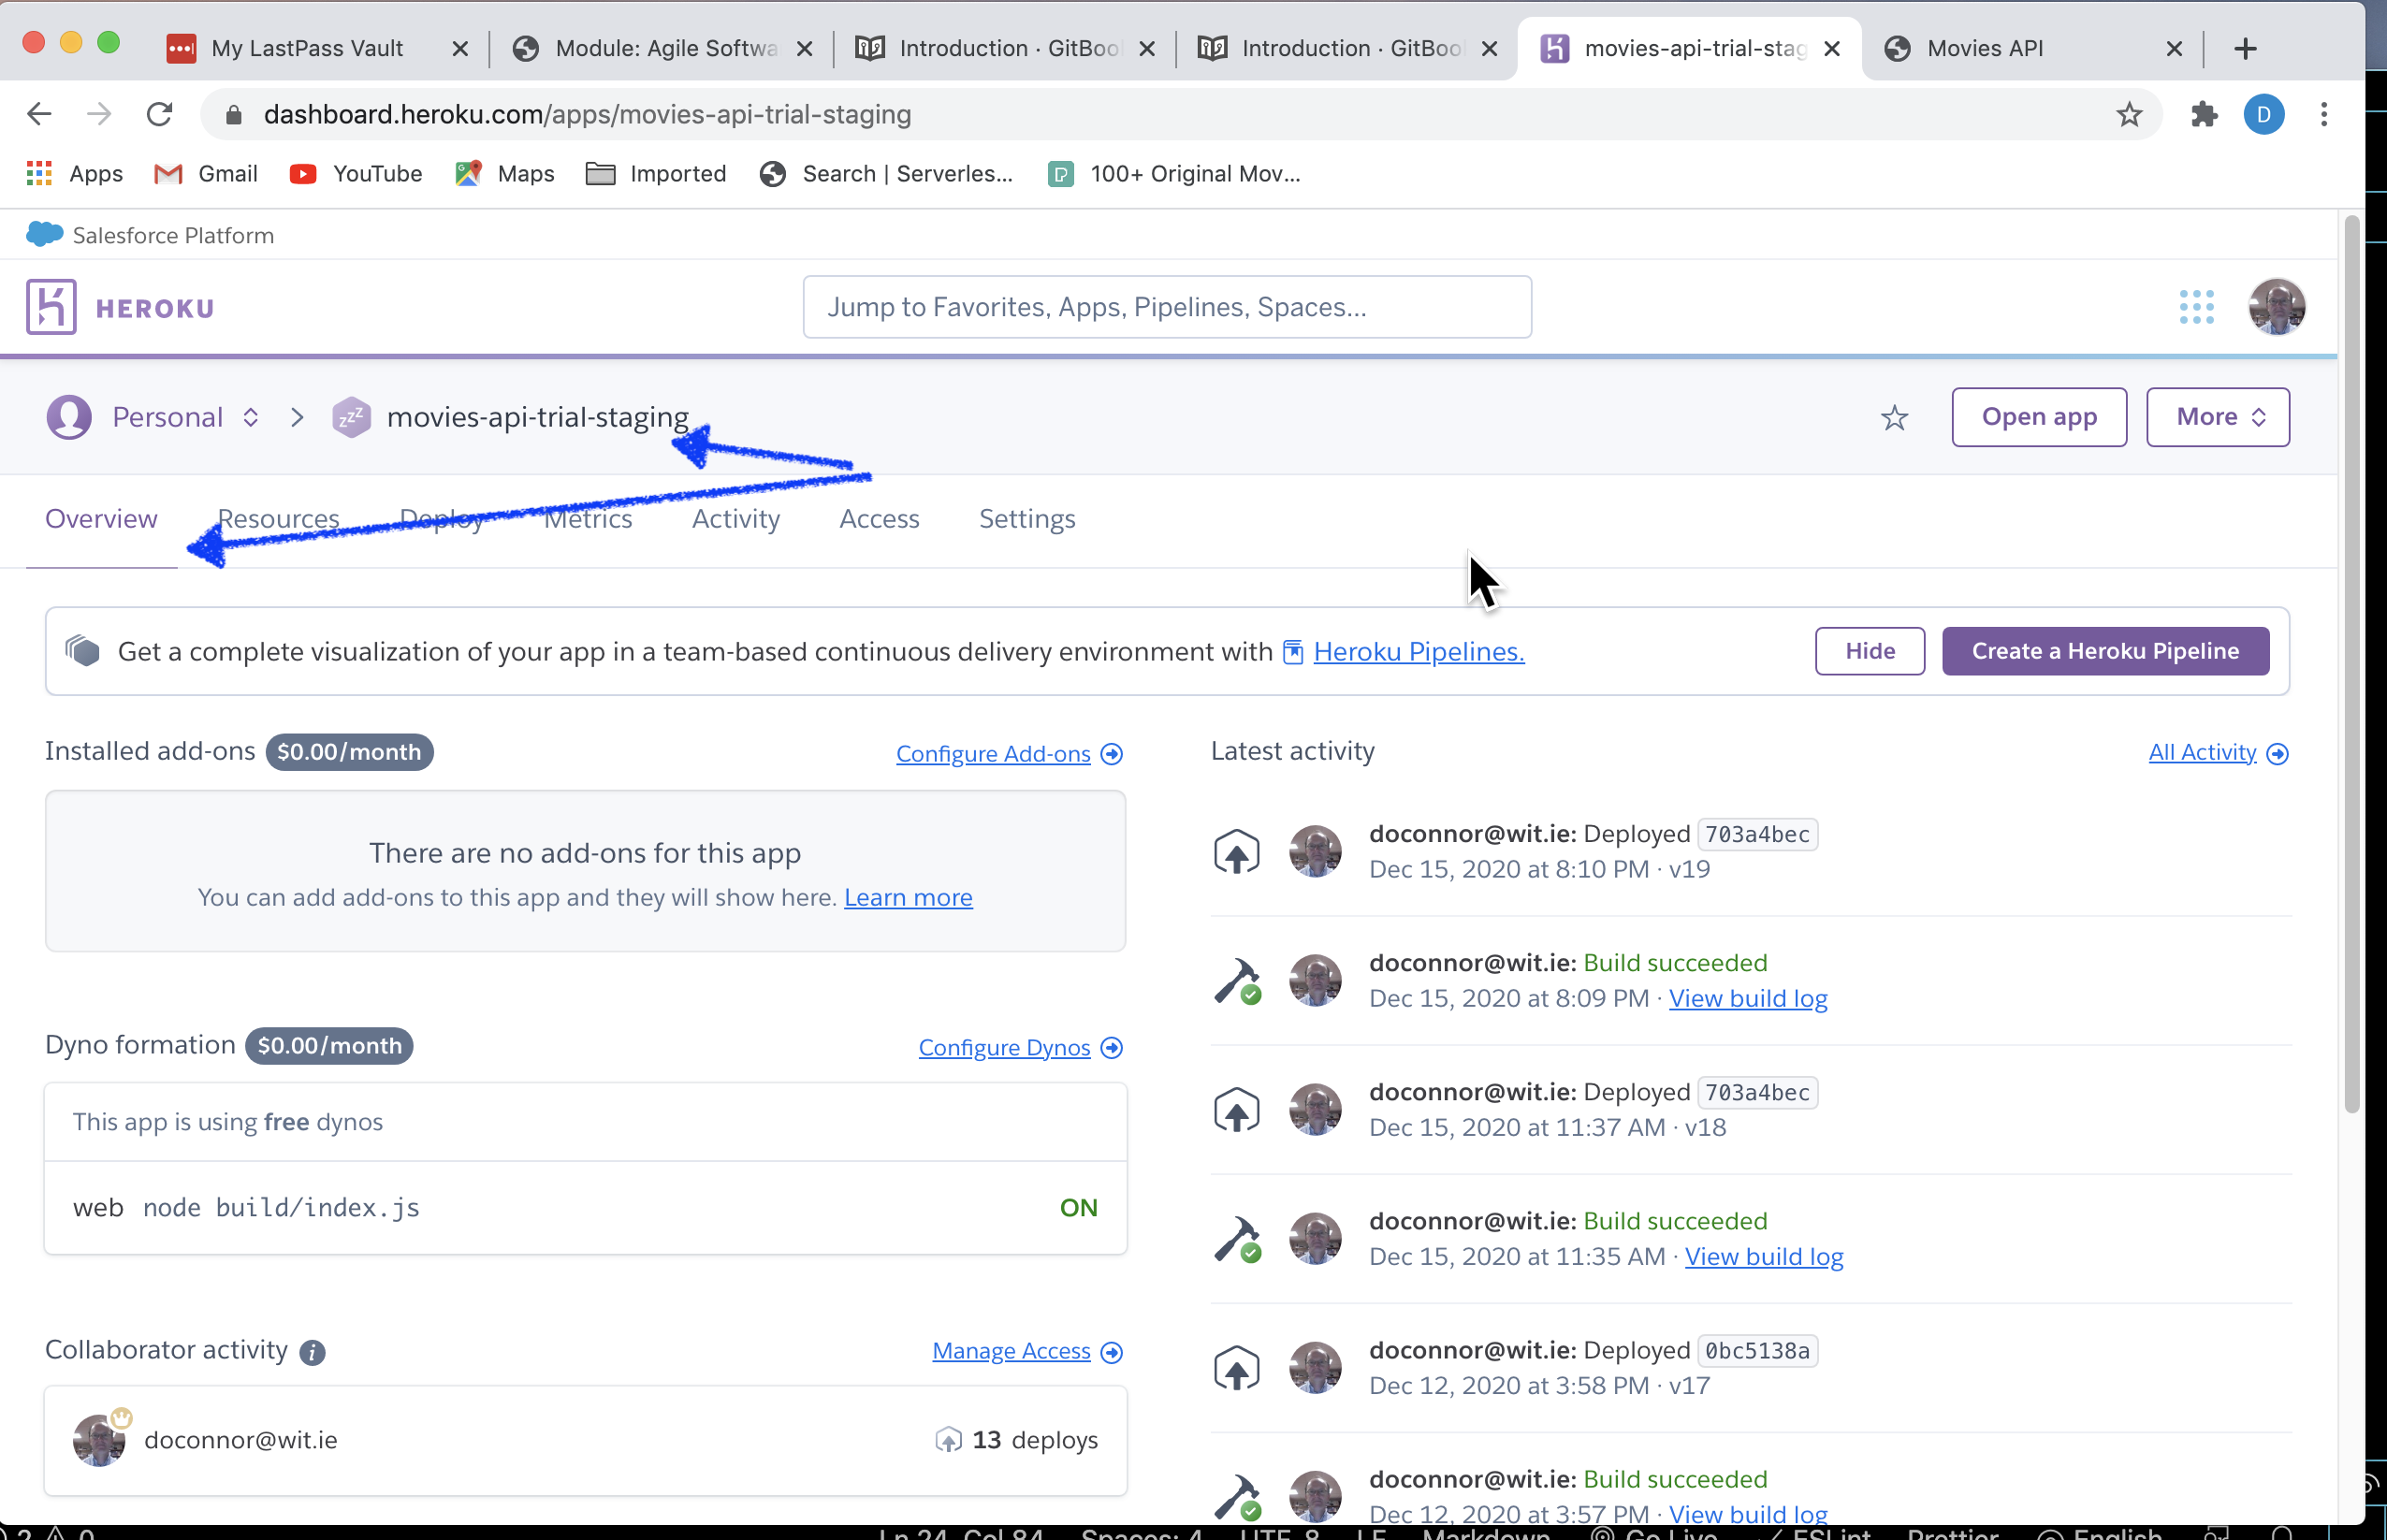 My LastPass Vault
Module: Agile Softwa
Introduction · GitBoo
Introduction · GitBoo
movies-api-trial-stag
Movies API
dashboard.heroku.com/apps/movies-api-trial-staging
D
Apps
Gmail
YouTube
Maps
Imported
Search | Serverles...
100+ Original Mov...
Salesforce Platform
HEROKU
Jump to Favorites, Apps, Pipelines, Spaces...
Personal
zzz
movies-api-trial-staging
Open app
More
Overview
Resources
Deploy
Metrics
Activity
Access
Settings
Get a complete visualization of your app in a team-based continuous delivery environment with Heroku Pipelines.
Hide
Create a Heroku Pipeline
Installed add-ons $0.00/month
Configure Add-ons
There are no add-ons for this app
You can add add-ons to this app and they will show here. Learn more
Dyno formation $0.00/month
Configure Dynos
This app is using free dynos
web node build/index.js
ON
Collaborator activity
Manage Access
doconnor@wit.ie
13 deploys
Latest activity
All Activity
doconnor@wit.ie: Deployed 703a4bec
Dec 15, 2020 at 8:10 PM · v19
doconnor@wit.ie: Build succeeded
Dec 15, 2020 at 8:09 PM · View build log
doconnor@wit.ie: Deployed 703a4bec
Dec 15, 2020 at 11:37 AM · v18
doconnor@wit.ie: Build succeeded
Dec 15, 2020 at 11:35 AM · View build log
doconnor@wit.ie: Deployed 0bc5138a
Dec 12, 2020 at 3:58 PM · v17
doconnor@wit.ie: Build succeeded
Dec 12, 2020 at 3:57 PM · View build log
2
0
Ln 24, Col 84
Spaces: 4
UTF-8
LF
Markdown
Go Live
ESLint
Prettier
English